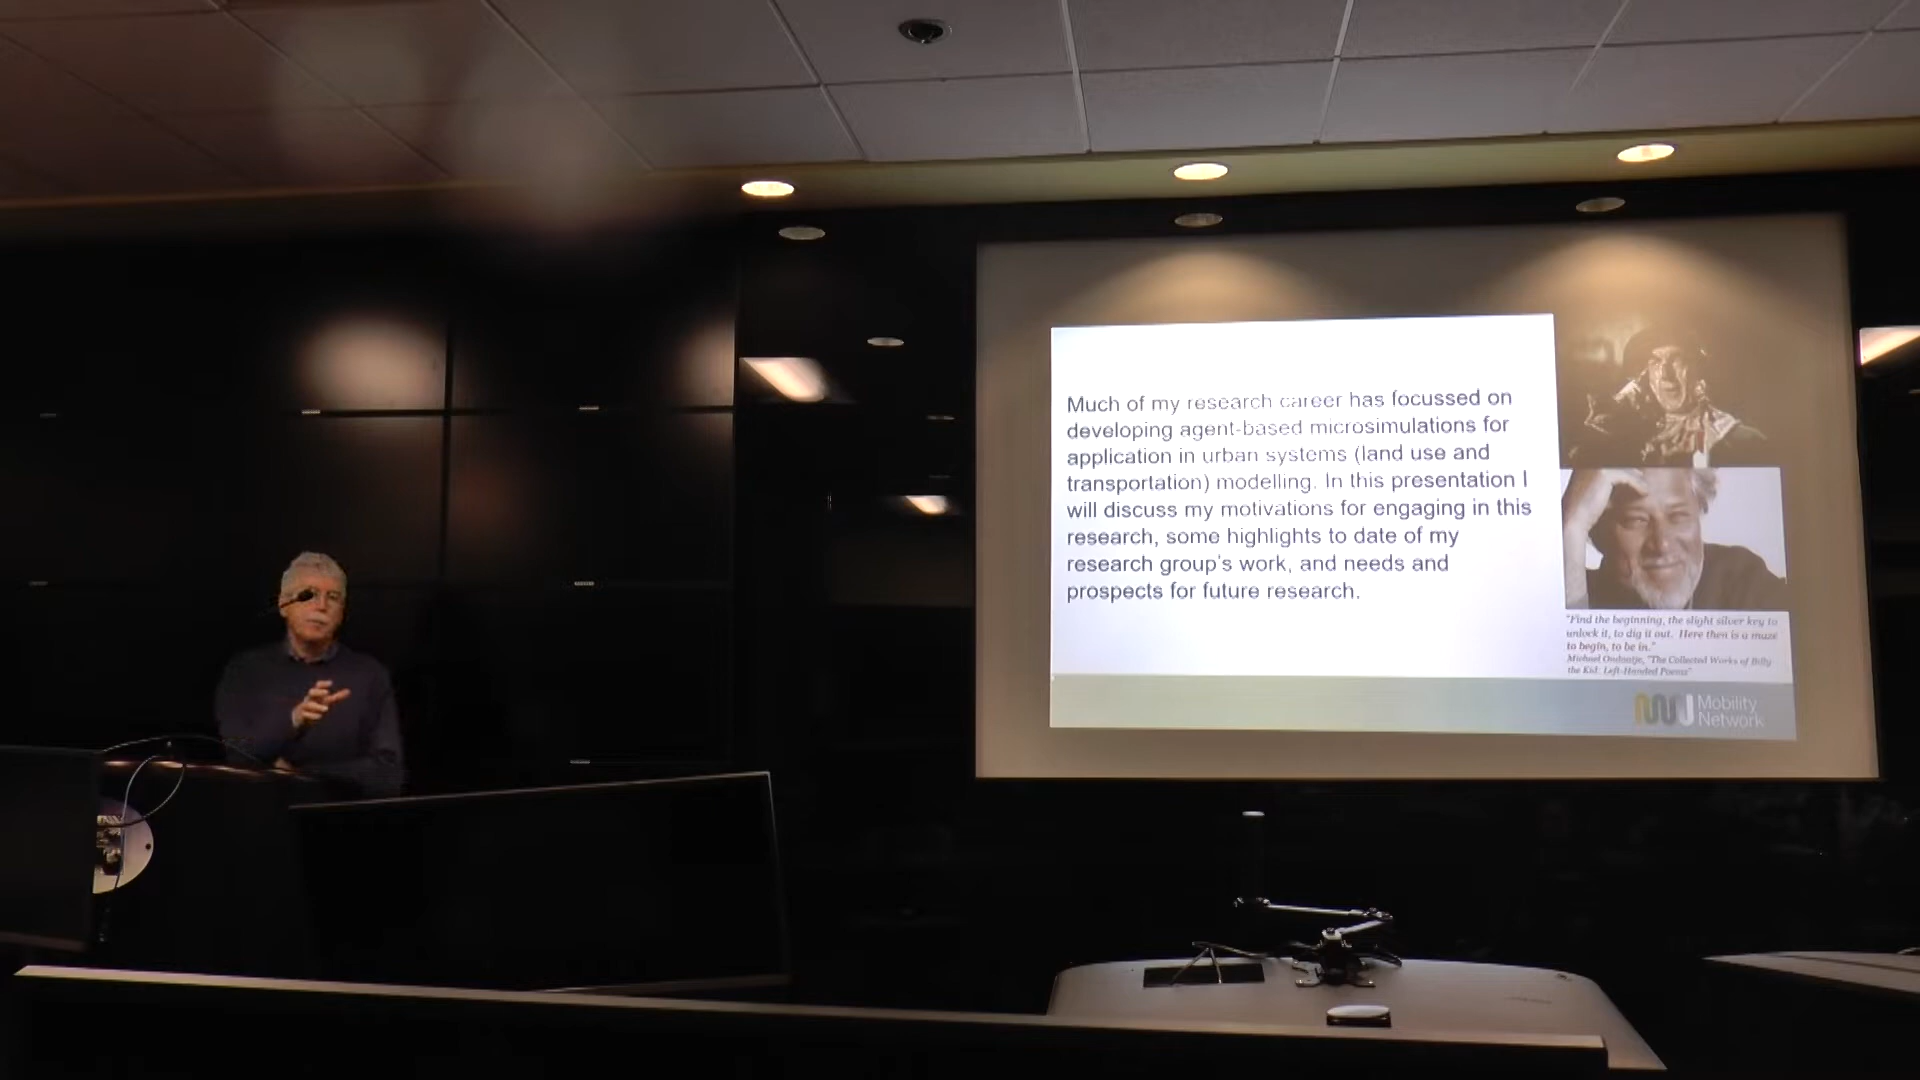 Much of my research career has focussed on
developing agent-based microsimulations for
application in urban systems (land use and
transportation) modelling. In this presentation I
will discuss my motivations for engaging in this
research, some highlights to date of my
research group's work, and needs and
prospects for future research.
"Find the beginning, the slight silver key to
unlock it, to dig it out. Here then is a maze
to begin, to be in."
Michael Ondaatje, "The Collected Works of Billy
the Kid: Left-Handed Poems"
Mobility
Network